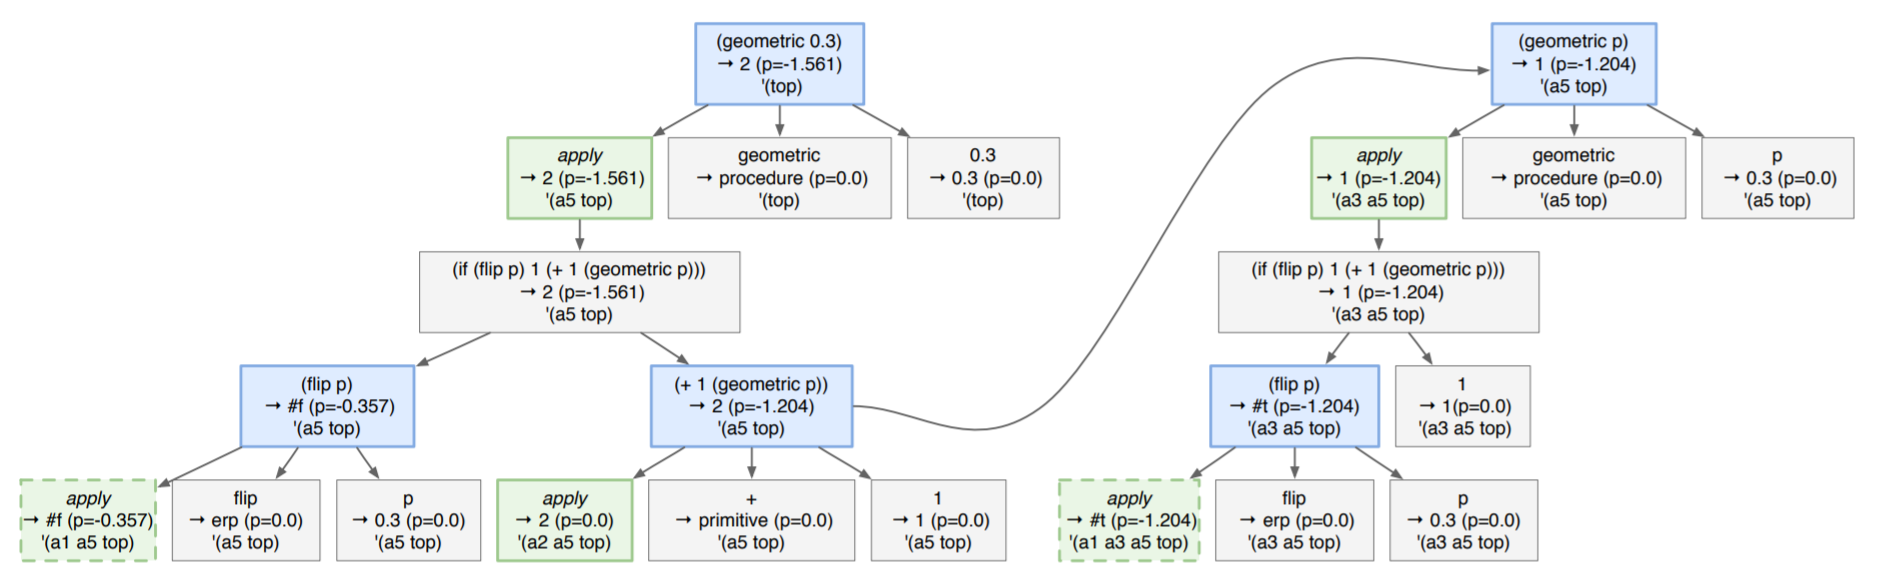 (geometric 0.3)
→ 2 (p=-1.561)
'(top)
(geometric p)
→ 1 (p=-1.204)
'(a5 top)
apply
→ 2 (p=-1.561)
'(a5 top)
geometric
→ procedure (p=0.0)
'(top)
0.3
→ 0.3 (p=0.0)
'(top)
apply
→ 1 (p=-1.204)
'(a3 a5 top)
geometric
→ procedure (p=0.0)
'(a5 top)
p
→ 0.3 (p=0.0)
'(a5 top)
(if (flip p) 1 (+ 1 (geometric p)))
→ 2 (p=-1.561)
'(a5 top)
(if (flip p) 1 (+ 1 (geometric p)))
→ 1 (p=-1.204)
'(a3 a5 top)
(flip p)
→ #f (p=-0.357)
'(a5 top)
(+ 1 (geometric p))
→ 2 (p=-1.204)
'(a5 top)
(flip p)
→ #t (p=-1.204)
'(a3 a5 top)
1
→ 1(p=0.0)
'(a3 a5 top)
apply
→ #f (p=-0.357)
'(a1 a5 top)
flip
→ erp (p=0.0)
'(a5 top)
p
→ 0.3 (p=0.0)
'(a5 top)
apply
→ 2 (p=0.0)
'(a2 a5 top)
+
→ primitive (p=0.0)
'(a5 top)
1
→ 1 (p=0.0)
'(a5 top)
apply
→ #t (p=-1.204)
'(a1 a3 a5 top)
flip
→ erp (p=0.0)
'(a3 a5 top)
p
→ 0.3 (p=0.0)
'(a3 a5 top)